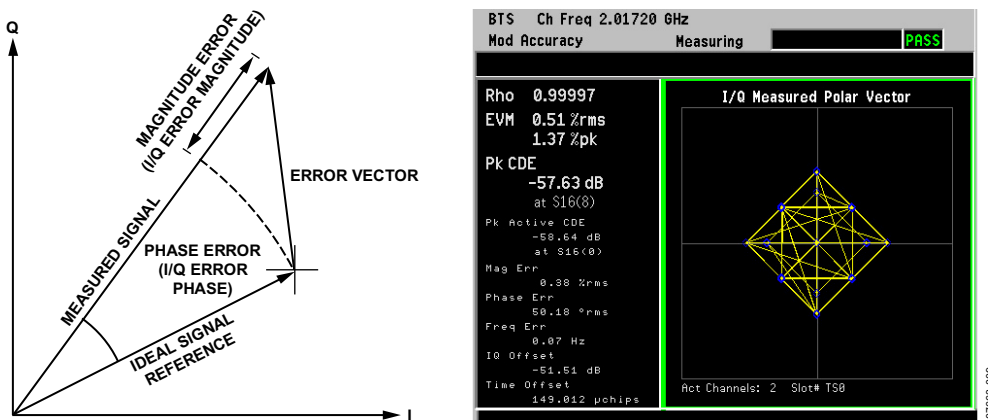 Q
MAGNITUDE ERROR
(I/Q ERROR MAGNITUDE)
MEASURED SIGNAL
ERROR VECTOR
PHASE ERROR
(I/Q ERROR
PHASE)
IDEAL SIGNAL
REFERENCE
I
BTS Ch Freq 2.01720 GHz
Mod Accuracy Measuring PASS
Rho 0.99997
EVM 0.51 %rms
1.37 %pk
Pk CDE
-57.63 dB
at S16(8)
Pk Active CDE
-58.64 dB
at S16(0)
Mag Err
0.38 %rms
Phase Err
50.18 °rms
Freq Err
0.07 Hz
IQ Offset
-51.51 dB
Time Offset
149.012 µchips
I/Q Measured Polar Vector
Act Channels: 2 Slot# TS0